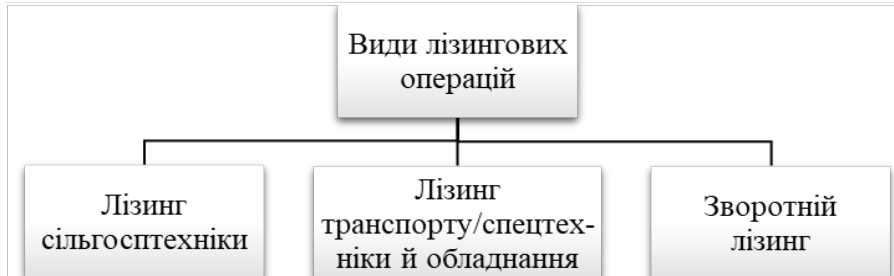 Види лізингових
операцій
Лізинг
сільгосптехніки
Лізинг
транспорту/спецтех-
ніки й обладнання
Зворотній
лізинг